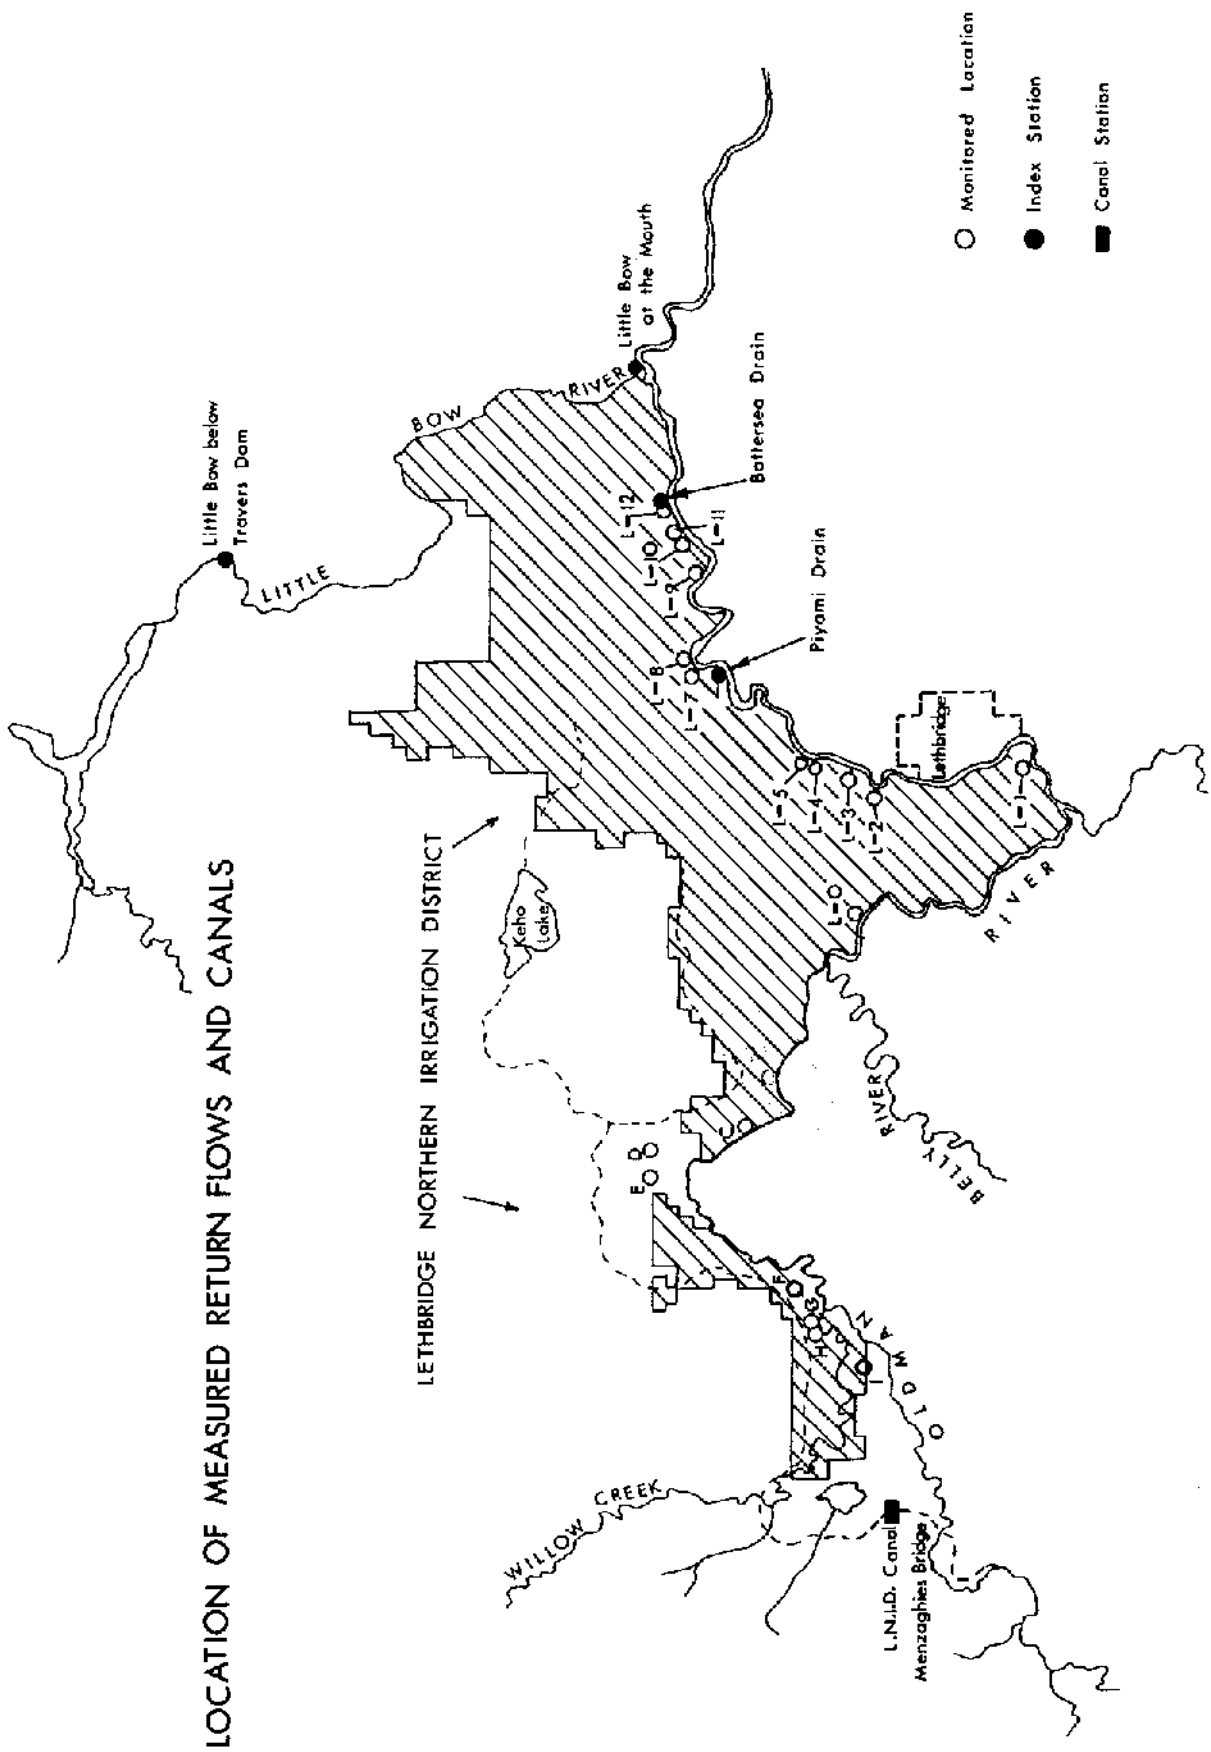 LOCATION OF MEASURED RETURN FLOWS AND CANALS
Little Bow below
Travers Dam
LITTLE
BOW
RIVER
Little Bow
at the Mouth
LETHBRIDGE NORTHERN IRRIGATION DISTRICT
Keho
Lake
L-12
L-10
L-11
L-9
Battersea Drain
L-8
L-7
Piyami Drain
L-5
L-4
L-3
L-2
L-1
L-0
Lethbridge
RIVER
D
E
J
F
G
H
I
BELLY
RIVER
OLDMAN
WILLOW CREEK
L.N.I.D. Canal
Menzaghies Bridge
Monitored Location
Index Station
Canal Station